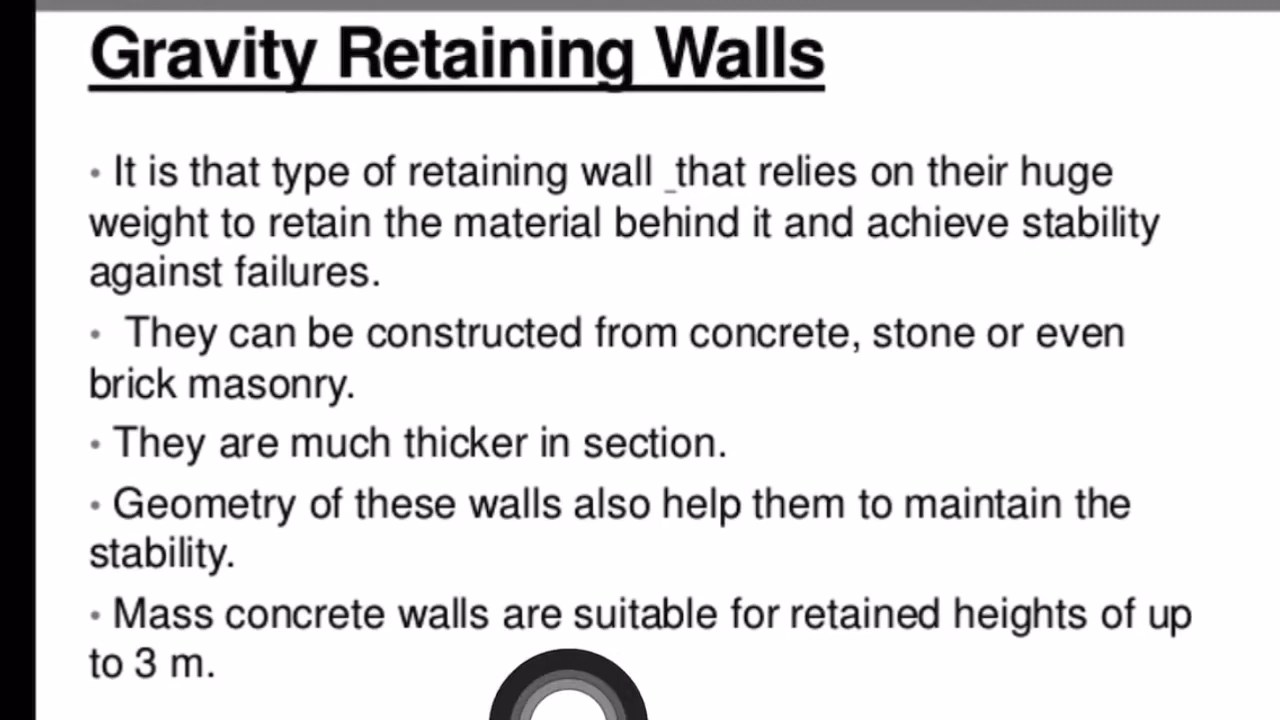 Gravity Retaining Walls
• It is that type of retaining wall _that relies on their huge
weight to retain the material behind it and achieve stability
against failures.
• They can be constructed from concrete, stone or even
brick masonry.
• They are much thicker in section.
• Geometry of these walls also help them to maintain the
stability.
• Mass concrete walls are suitable for retained heights of up
to 3 m.